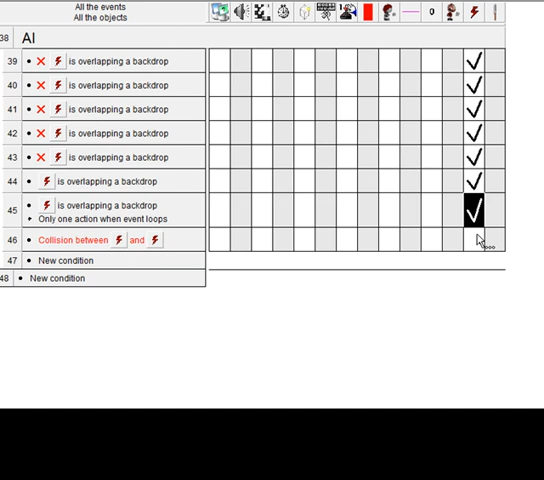 All the events
All the objects
0
38 AI
39 • is overlapping a backdrop
40 • is overlapping a backdrop
41 • is overlapping a backdrop
42 • is overlapping a backdrop
43 • is overlapping a backdrop
44 • is overlapping a backdrop
45 • is overlapping a backdrop
• Only one action when event loops
46 • Collision between and
47 • New condition
48 • New condition